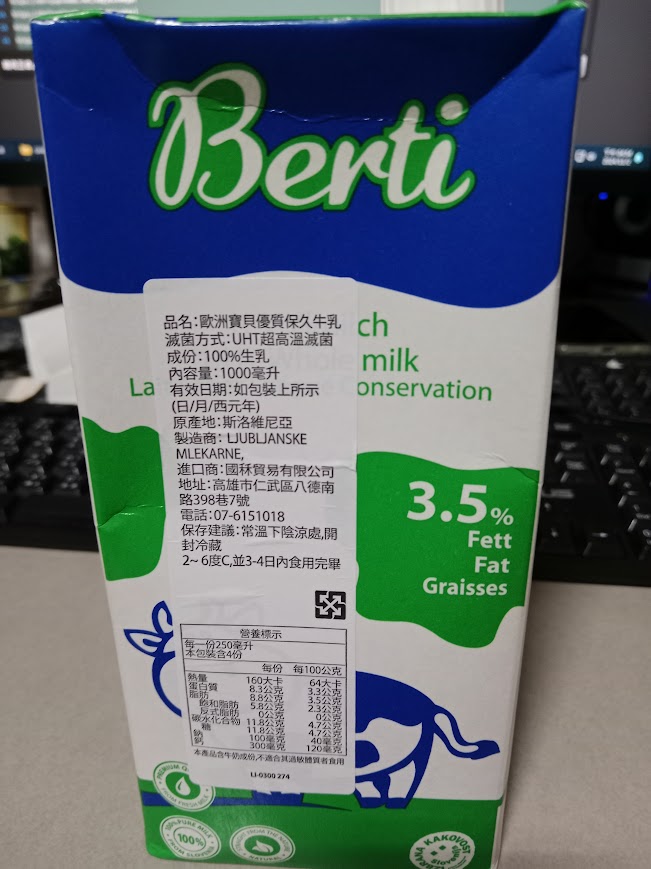 Berti
ch
Whole milk
La
onservation
品名:歐洲寶貝優質保久牛乳
滅菌方式:UHT超高溫滅菌
成份:100%生乳
內容量:1000毫升
有效日期:如包裝上所示
(日/月/西元年)
原產地:斯洛維尼亞
製造商: LJUBLJANSKE
MLEKARNE,
進口商:國秝貿易有限公司
地址:高雄市仁武區八德南
路398巷7號
電話:07-6151018
保存建議:常溫下陰涼處,開
封冷藏
2~ 6度C,並3-4日內食用完畢
3.5%
Fett
Fat
Graisses
營養標示
每一份250毫升
本包裝含4份
每份 每100公克
熱量 160大卡 64大卡
蛋白質 8.3公克 3.3公克
脂肪 8.8公克 3.5公克
飽和脂肪 5.8公克 2.3公克
反式脂肪 0公克 0公克
碳水化合物 11.8公克 4.7公克
糖 11.8公克 4.7公克
鈉 100毫克 40毫克
鈣 300毫克 120毫克
本產品含牛奶成份,不適合其過敏體質者食用
LI-0300 274
PREMIUM
100% PURE MILK
100%
FROM THE NATURE
NATURAL
IZBRANA KAKOVOST
Slovenija